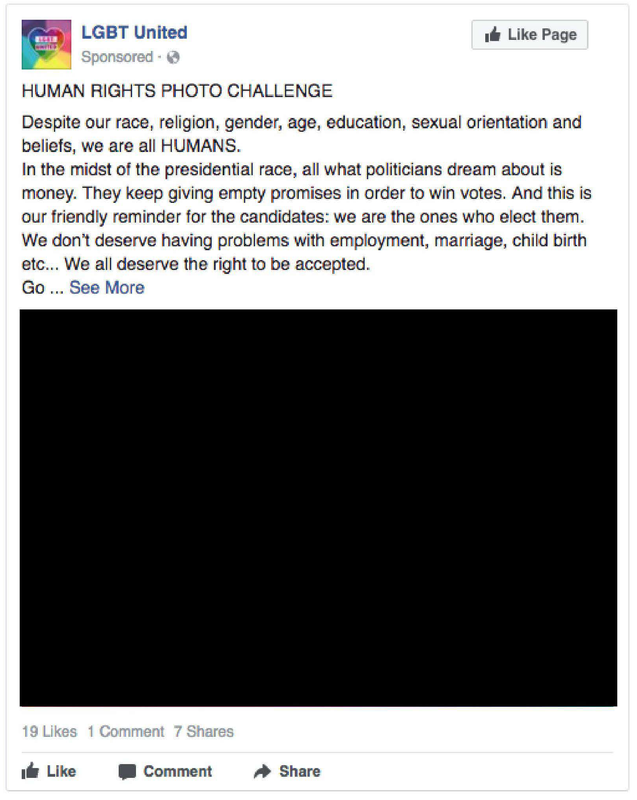 LGBT United
Like Page
Sponsored ·
HUMAN RIGHTS PHOTO CHALLENGE
Despite our race, religion, gender, age, education, sexual orientation and
beliefs, we are all HUMANS.
In the midst of the presidential race, all what politicians dream about is
money. They keep giving empty promises in order to win votes. And this is
our friendly reminder for the candidates: we are the ones who elect them.
We don't deserve having problems with employment, marriage, child birth
etc... We all deserve the right to be accepted.
Go ... See More
19 Likes 1 Comment 7 Shares
Like Comment Share